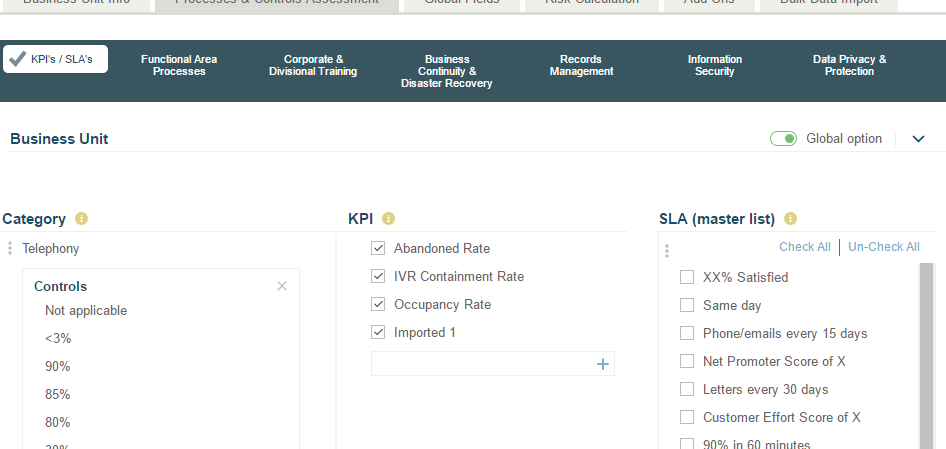 Business Unit Info Processes & Controls Assessment Global Fields Risk Calculation Add Ons Bulk Data Import
KPI's / SLA's
Functional Area
Processes
Corporate &
Divisional Training
Business
Continuity &
Disaster Recovery
Records
Management
Information
Security
Data Privacy &
Protection
Business Unit
Global option
Category
Telephony
Controls
Not applicable
<3%
90%
85%
80%
KPI
Abandoned Rate
IVR Containment Rate
Occupancy Rate
Imported 1
SLA (master list)
Check All | Un-Check All
XX% Satisfied
Same day
Phone/emails every 15 days
Net Promoter Score of X
Letters every 30 days
Customer Effort Score of X
90% in 60 minutes